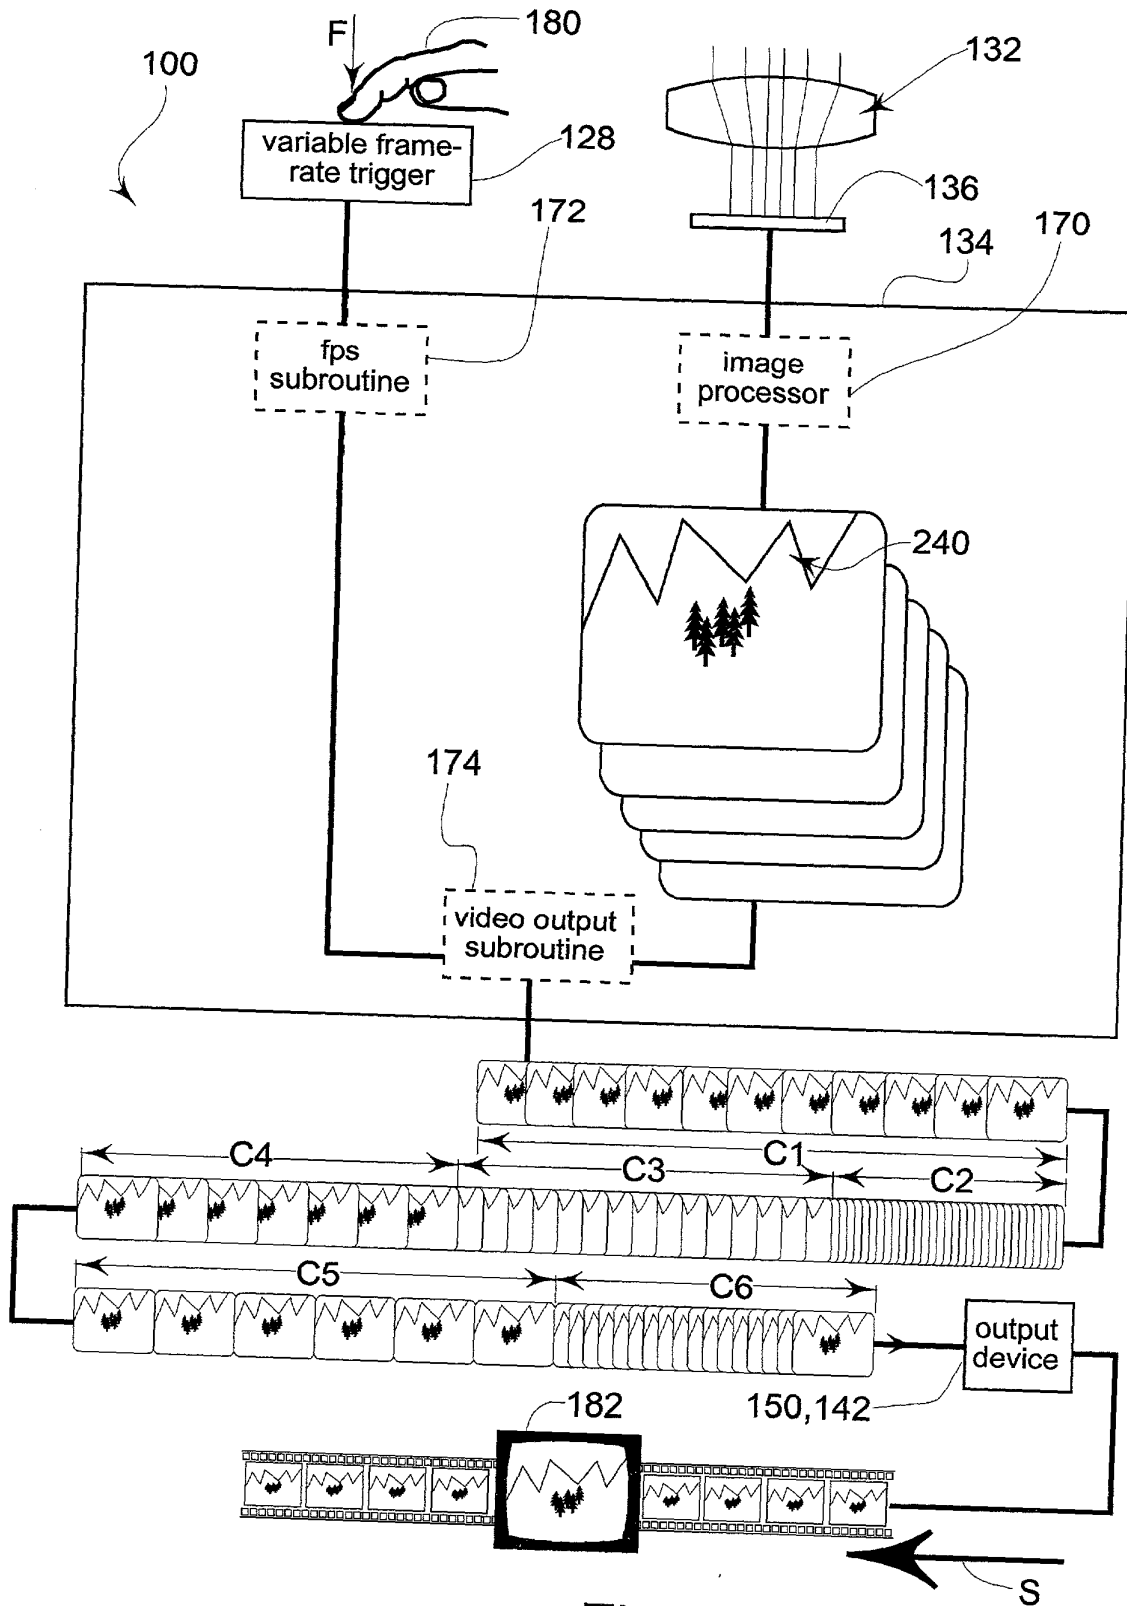 F
180
132
100
variable frame-
rate trigger
128
136
172
170
134
fps
subroutine
image
processor
240
174
video output
subroutine
C1
C4
C3
C2
C5
C6
output
device
150,142
182
S